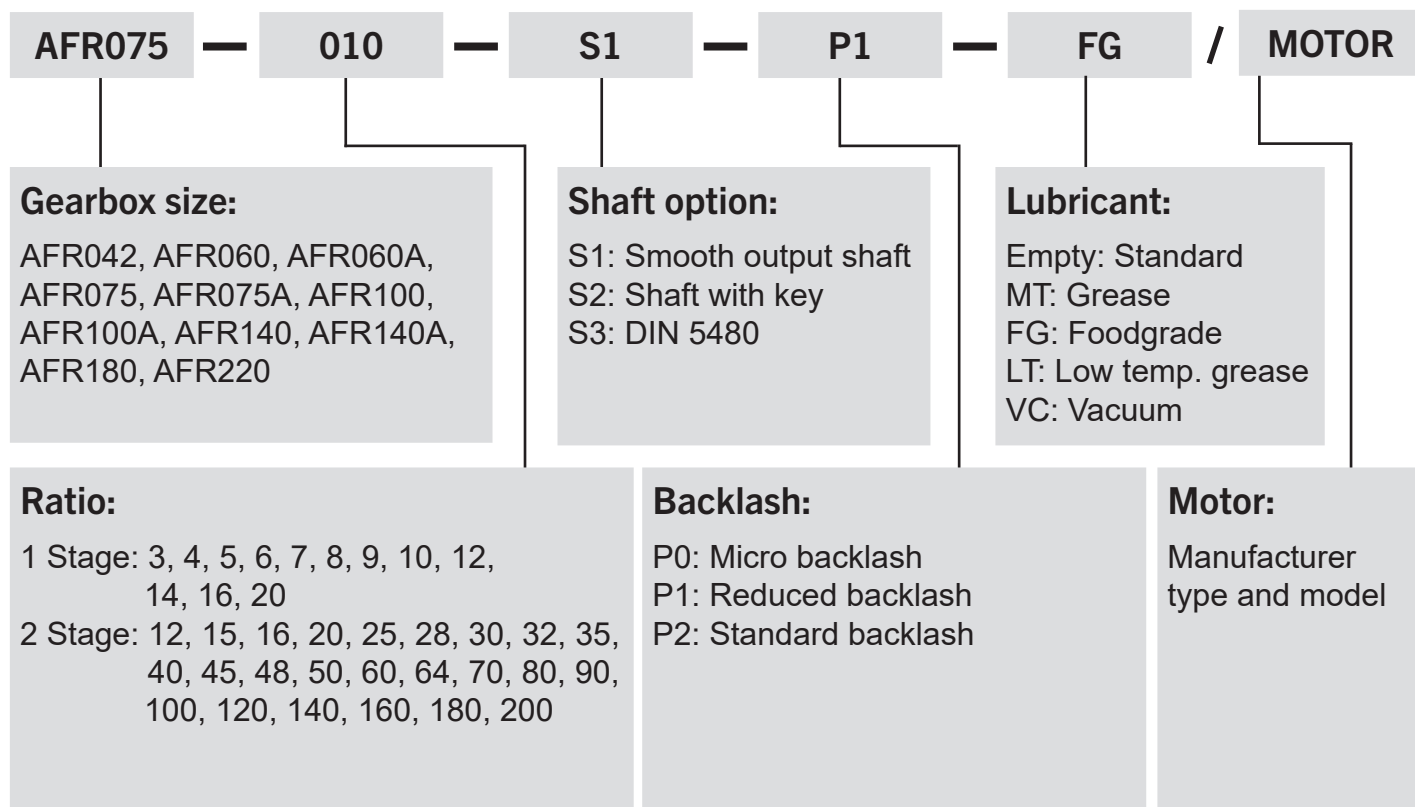 AFR075 — 010 — S1 — P1 — FG / MOTOR
Gearbox size:
AFR042, AFR060, AFR060A,
AFR075, AFR075A, AFR100,
AFR100A, AFR140, AFR140A,
AFR180, AFR220
Shaft option:
S1: Smooth output shaft
S2: Shaft with key
S3: DIN 5480
Lubricant:
Empty: Standard
MT: Grease
FG: Foodgrade
LT: Low temp. grease
VC: Vacuum
Ratio:
1 Stage: 3, 4, 5, 6, 7, 8, 9, 10, 12,
14, 16, 20
2 Stage: 12, 15, 16, 20, 25, 28, 30, 32, 35,
40, 45, 48, 50, 60, 64, 70, 80, 90,
100, 120, 140, 160, 180, 200
Backlash:
P0: Micro backlash
P1: Reduced backlash
P2: Standard backlash
Motor:
Manufacturer
type and model